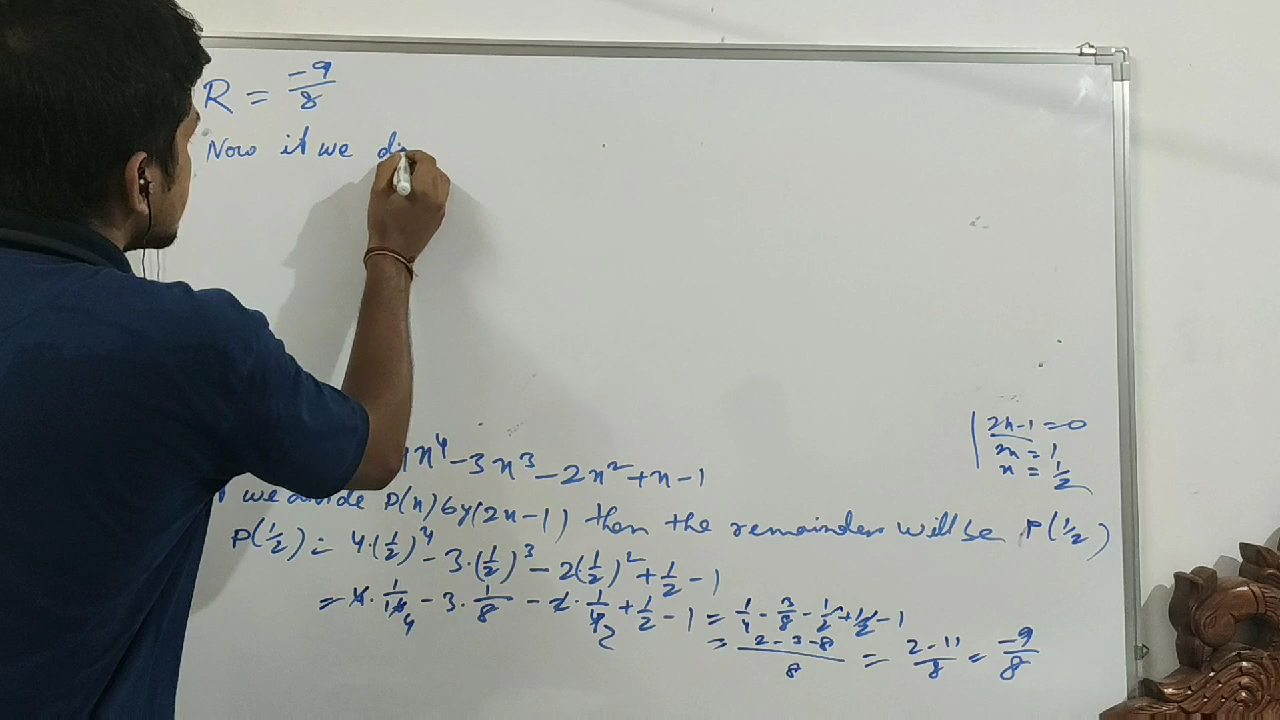 R = -9/8
Now if we di
x⁴ - 3x³ - 2x² + x - 1
2x-1=0
2x = 1
x = 1/2
we divide P(x) by (2x-1) then the remainder will be P(1/2)
P(1/2) = 4.(1/2)⁴ - 3.(1/2)³ - 2(1/2)² + 1/2 - 1
= 4. 1/16 4 - 3. 1/8 - 2. 1/4 2 + 1/2 - 1 = 1/4 - 3/8 - 1/2 + 1/2 - 1
= 2-3-8/8 = 2-11/8 = -9/8